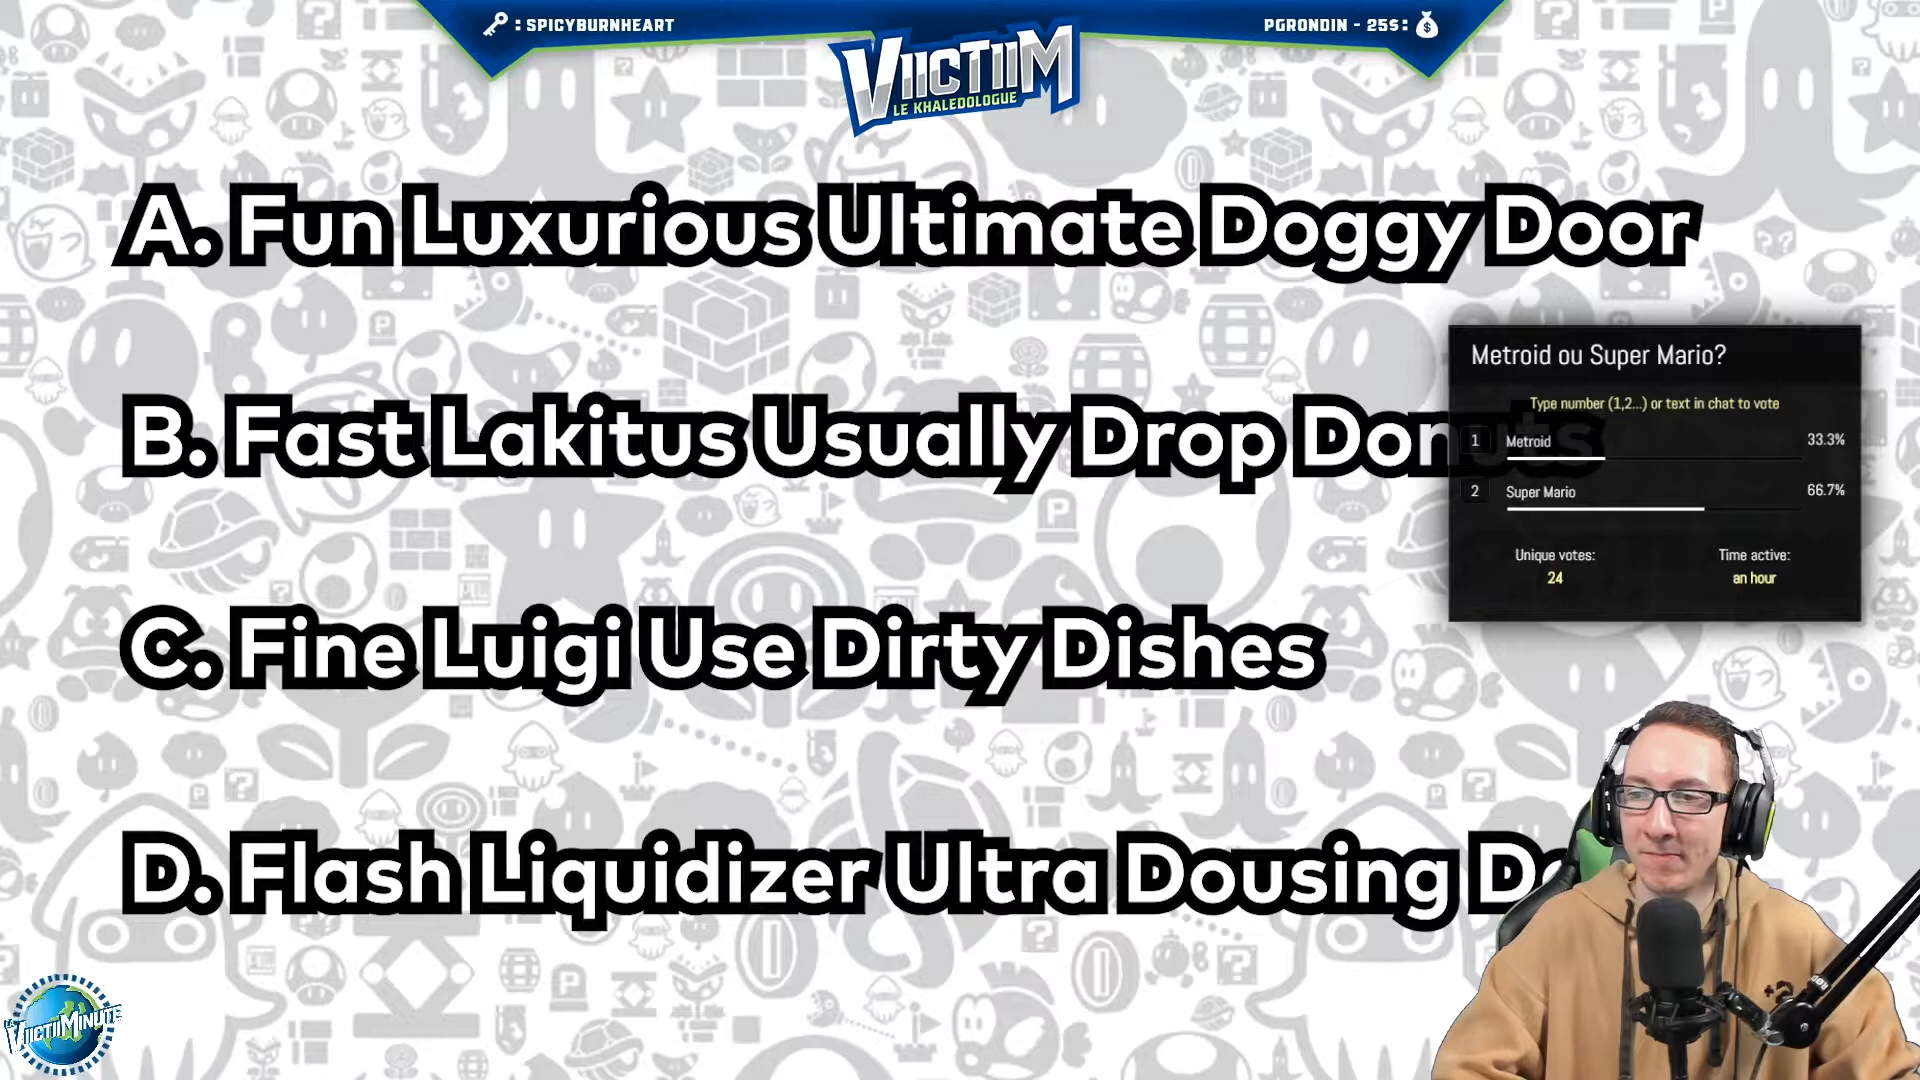 : SPICYBURNHEART
PGRONDIN - 25$:
VIICTIIM
LE KHALEDOLOGUE
A. Fun Luxurious Ultimate Doggy Door
Metroid ou Super Mario?
Type number (1,2...) or text in chat to vote
B. Fast Lakitus Usually Drop Donuts
1 Metroid 33.3%
2 Super Mario 66.7%
Unique votes: Time active:
24 an hour
C. Fine Luigi Use Dirty Dishes
D. Flash Liquidizer Ultra Dousing
VIICTIIMINUTE